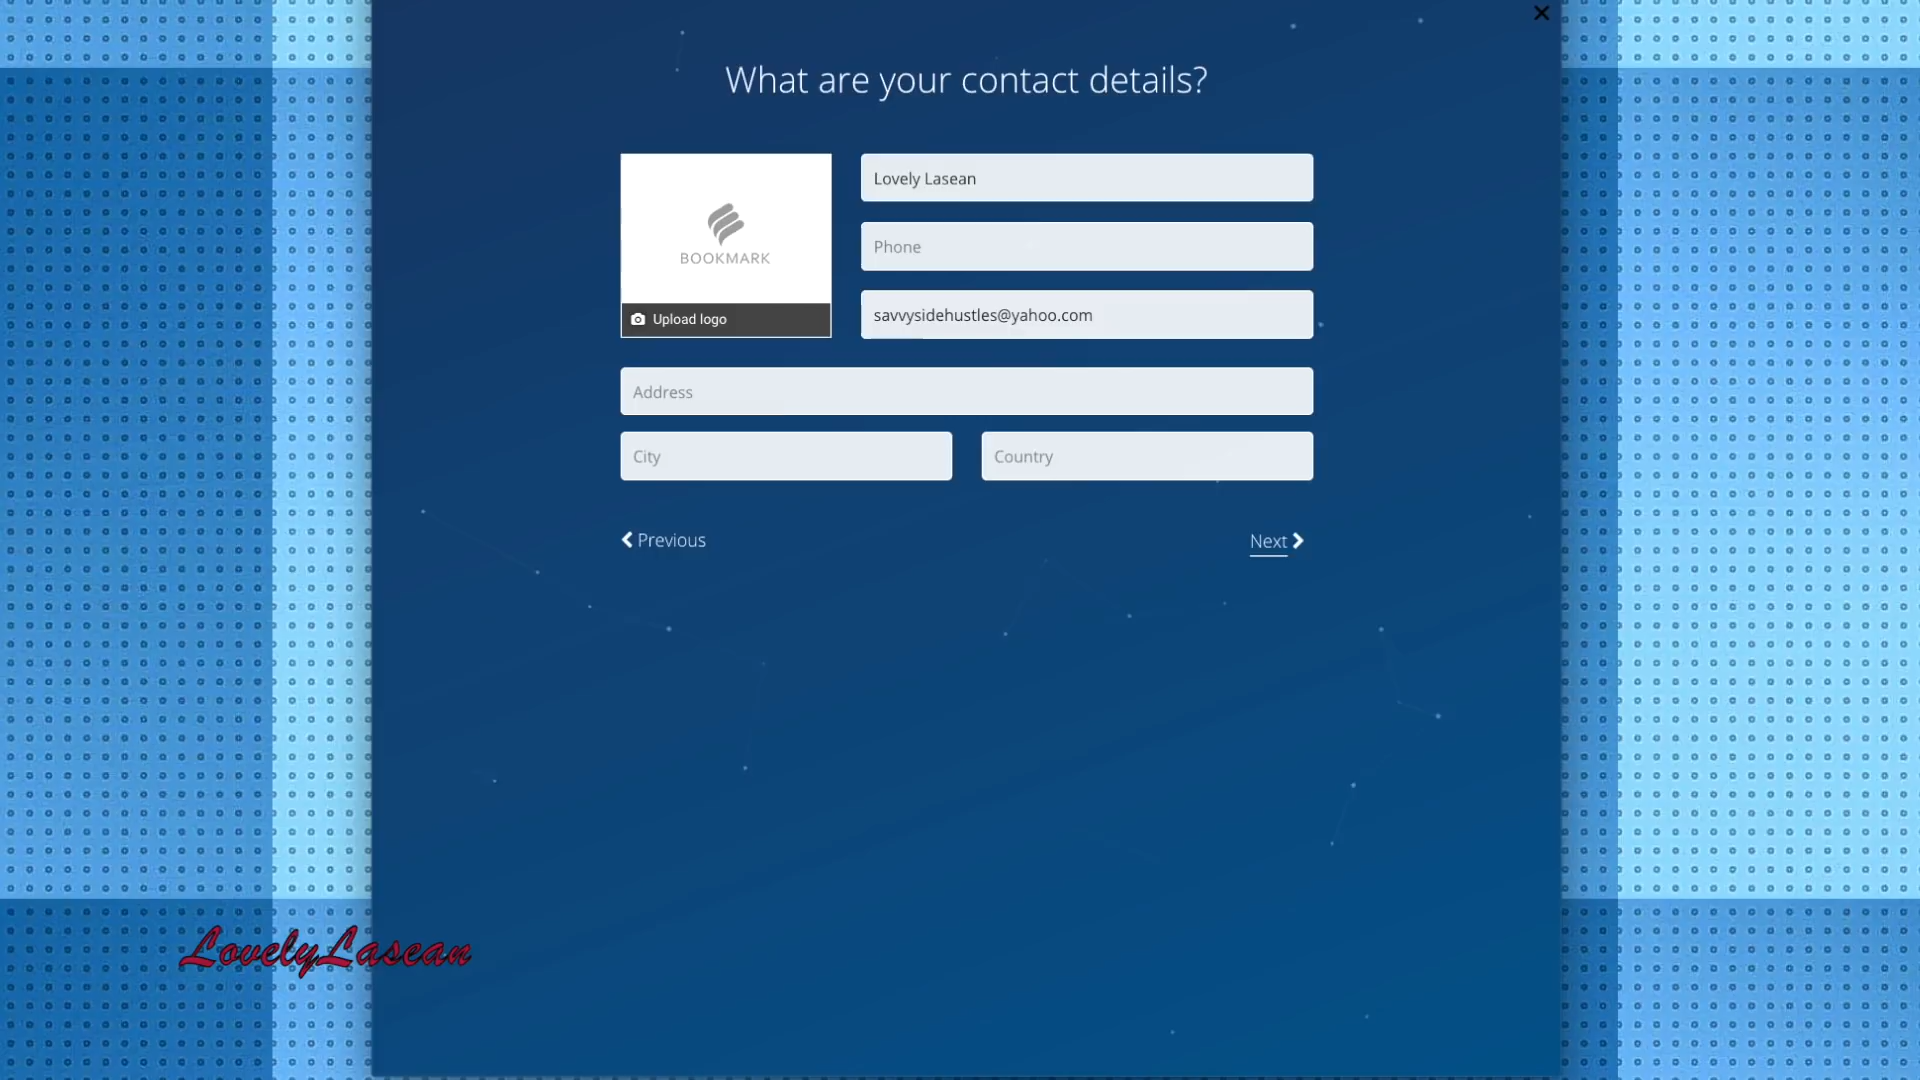 What are your contact details?
BOOKMARK
Upload logo
Lovely Lasean
Phone
savvysidehustles@yahoo.com
Address
City
Country
Previous
Next
LovelyLasean